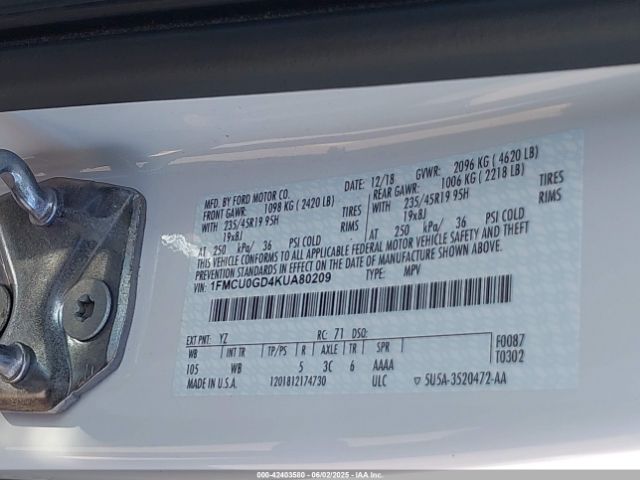 MFD. BY FORD MOTOR CO.
DATE: 12/18 GVWR: 2096 KG ( 4620 LB)
FRONT GAWR: 1098 KG ( 2420 LB)
REAR GAWR: 1006 KG ( 2218 LB)
WITH 235/45R19 95H TIRES
WITH 235/45R19 95H TIRES
19x8J RIMS
19x8J RIMS
AT 250 kPa/ 36 PSI COLD
AT 250 kPa/ 36 PSI COLD
THIS VEHICLE CONFORMS TO ALL APPLICABLE FEDERAL MOTOR VEHICLE SAFETY AND THEFT
PREVENTION STANDARDS IN EFFECT ON THE DATE OF MANUFACTURE SHOWN ABOVE.
VIN: 1FMCU0GD4KUA80209
TYPE: MPV
EXT PNT: YZ RC: 71 DSO: F0087
WB INT TR TP/PS R AXLE TR SPR T0302
105 WB 5 3C 6 AAAA
MADE IN U.S.A. 1201812174730 ULC ▽ 5U5A-3520472-AA
000-42403580 - 06/02/2025 - IAAI, Inc.